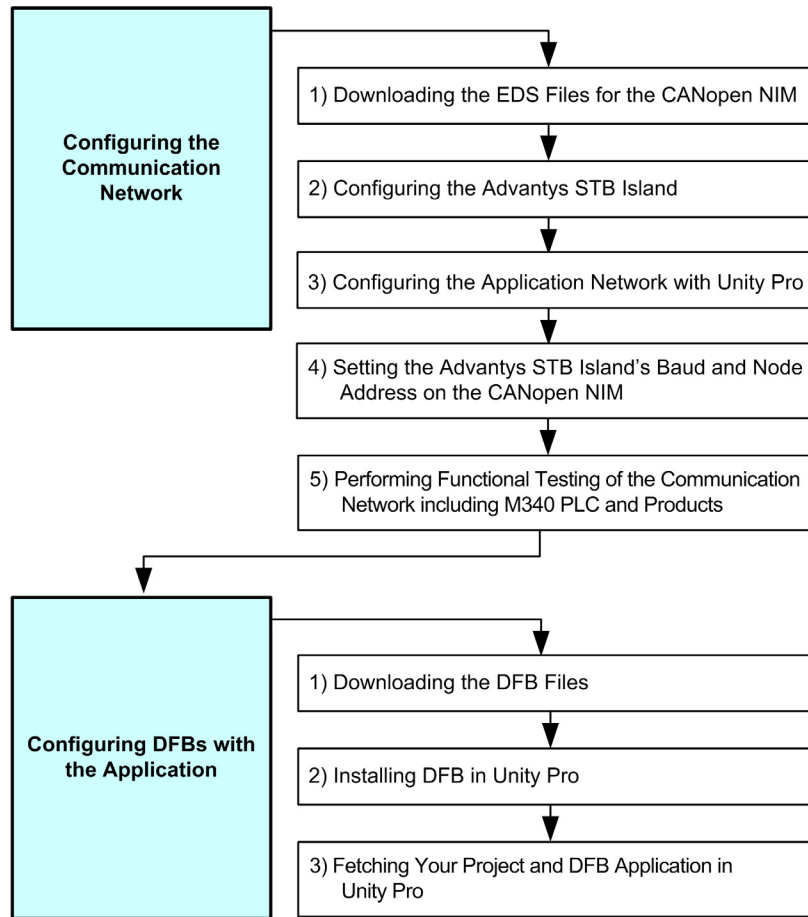 Configuring the
Communication
Network
1) Downloading the EDS Files for the CANopen NIM
2) Configuring the Advantys STB Island
3) Configuring the Application Network with Unity Pro
4) Setting the Advantys STB Island's Baud and Node
Address on the CANopen NIM
5) Performing Functional Testing of the Communication
Network including M340 PLC and Products
Configuring DFBs with
the Application
1) Downloading the DFB Files
2) Installing DFB in Unity Pro
3) Fetching Your Project and DFB Application in
Unity Pro